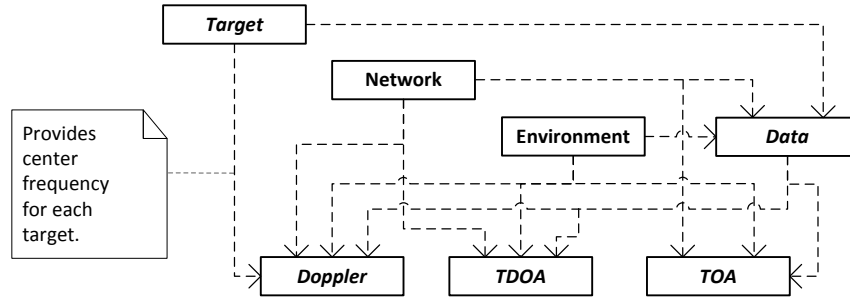 Target
Network
Provides
center
frequency
for each
target.
Environment
Data
Doppler
TDOA
TOA